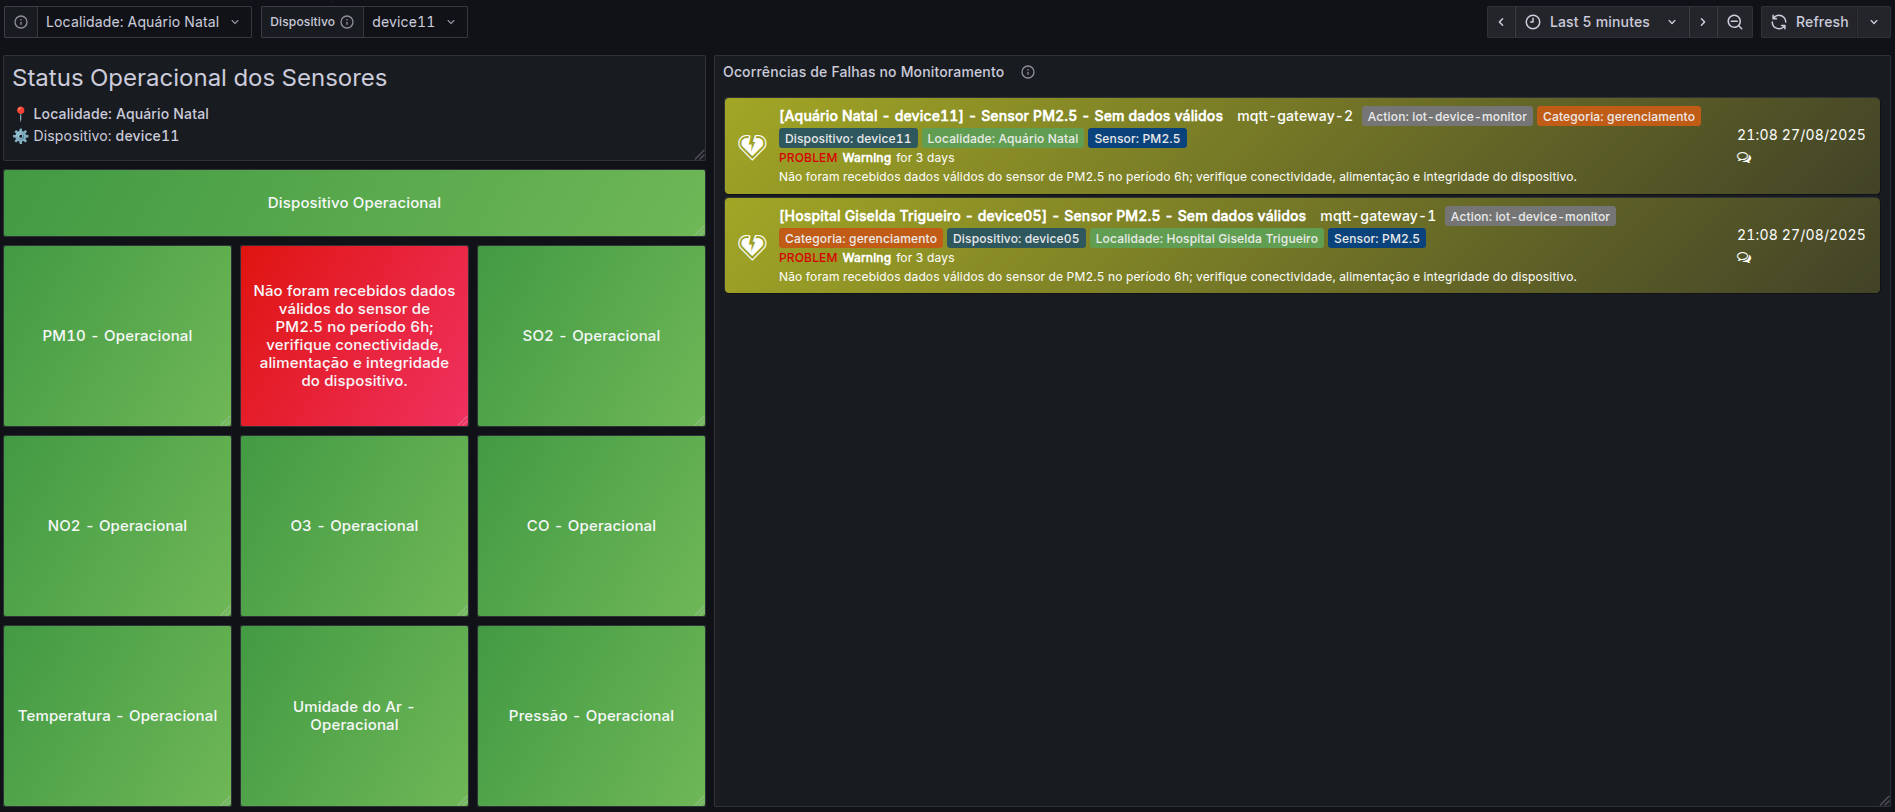 Localidade: Aquário Natal
Dispositivo
device11
Last 5 minutes
Refresh
Status Operacional dos Sensores
Localidade: Aquário Natal
Dispositivo: device11
Dispositivo Operacional
PM10 - Operacional
Não foram recebidos dados
válidos do sensor de
PM2.5 no período 6h;
verifique conectividade,
alimentação e integridade
do dispositivo.
SO2 - Operacional
NO2 - Operacional
O3 - Operacional
CO - Operacional
Temperatura - Operacional
Umidade do Ar -
Operacional
Pressão - Operacional
Ocorrências de Falhas no Monitoramento
[Aquário Natal - device11] - Sensor PM2.5 - Sem dados válidos mqtt-gateway-2 Action: iot-device-monitor Categoria: gerenciamento
Dispositivo: device11 Localidade: Aquário Natal Sensor: PM2.5
PROBLEM Warning for 3 days
Não foram recebidos dados válidos do sensor de PM2.5 no período 6h; verifique conectividade, alimentação e integridade do dispositivo.
21:08 27/08/2025
[Hospital Giselda Trigueiro - device05] - Sensor PM2.5 - Sem dados válidos mqtt-gateway-1 Action: iot-device-monitor
Categoria: gerenciamento Dispositivo: device05 Localidade: Hospital Giselda Trigueiro Sensor: PM2.5
PROBLEM Warning for 3 days
Não foram recebidos dados válidos do sensor de PM2.5 no período 6h; verifique conectividade, alimentação e integridade do dispositivo.
21:08 27/08/2025